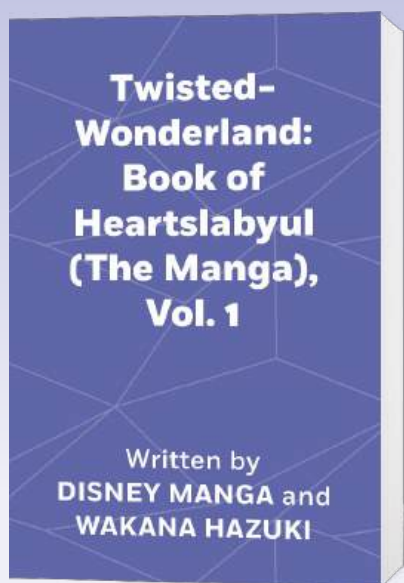 Twisted-
Wonderland:
Book of
Heartslabyul
(The Manga),
Vol. 1
Written by
DISNEY MANGA and
WAKANA HAZUKI